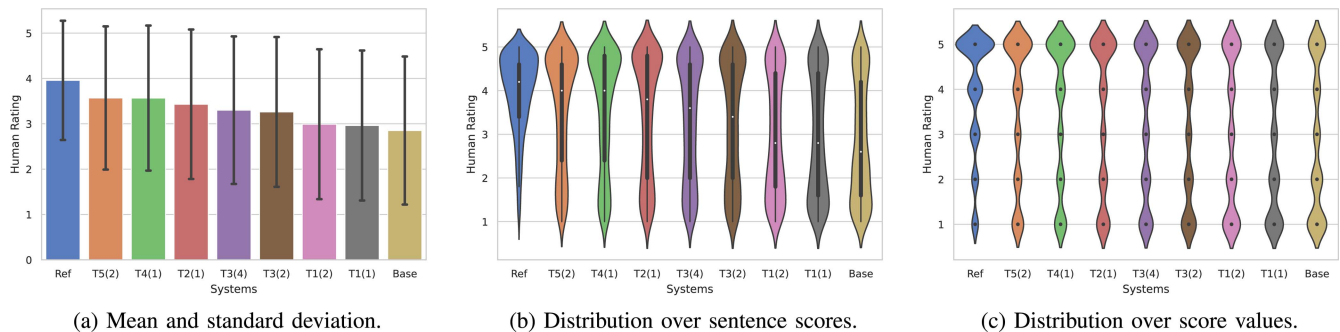 Human Rating
5
4
3
2
1
0
Ref T5(2) T4(1) T2(1) T3(4) T3(2) T1(2) T1(1) Base
Systems
(a) Mean and standard deviation.
Human Rating
5
4
3
2
1
Ref T5(2) T4(1) T2(1) T3(4) T3(2) T1(2) T1(1) Base
Systems
(b) Distribution over sentence scores.
Human Rating
5
4
3
2
1
Ref T5(2) T4(1) T2(1) T3(4) T3(2) T1(2) T1(1) Base
Systems
(c) Distribution over score values.